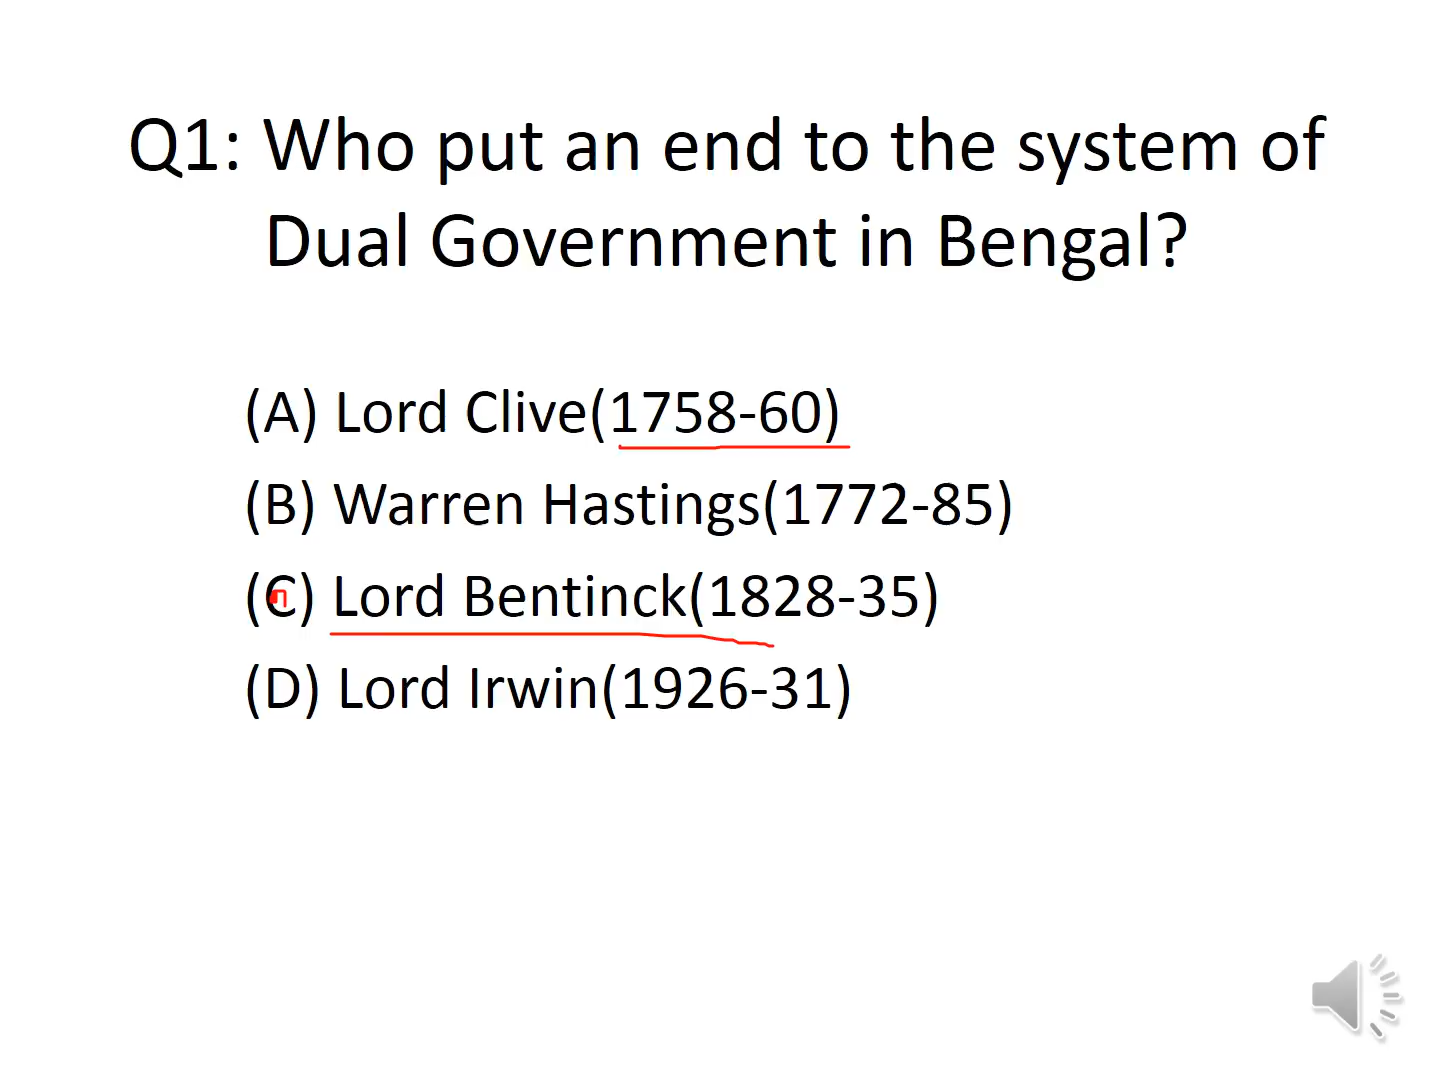 Q1: Who put an end to the system of
Dual Government in Bengal?
(A) Lord Clive(1758-60)
(B) Warren Hastings(1772-85)
(C) Lord Bentinck(1828-35)
(D) Lord Irwin(1926-31)